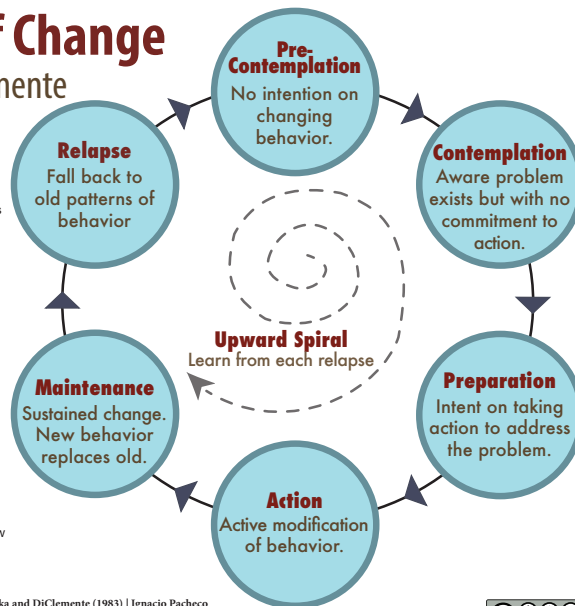 f Change
mente
Pre-
Contemplation
No intention on
changing
behavior.
Contemplation
Aware problem
exists but with no
commitment to
action.
Preparation
Intent on taking
action to address
the problem.
Action
Active modification
of behavior.
Maintenance
Sustained change.
New behavior
replaces old.
Relapse
Fall back to
old patterns of
behavior
Upward Spiral
Learn from each relapse
s
w
ka and DiClemente (1983) | Ignacio Pacheco